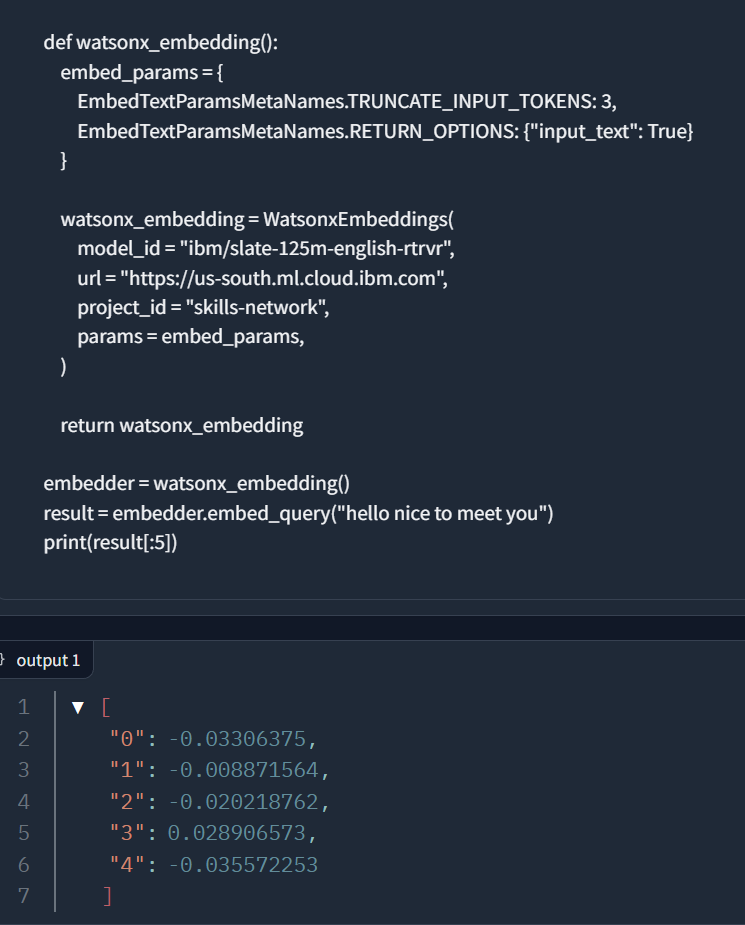 def watsonx_embedding():
embed_params = {
EmbedTextParamsMetaNames.TRUNCATE_INPUT_TOKENS: 3,
EmbedTextParamsMetaNames.RETURN_OPTIONS: {"input_text": True}
}
watsonx_embedding = WatsonxEmbeddings(
model_id = "ibm/slate-125m-english-rtrvr",
url = "https://us-south.ml.cloud.ibm.com",
project_id = "skills-network",
params = embed_params,
)
return watsonx_embedding
embedder = watsonx_embedding()
result = embedder.embed_query("hello nice to meet you")
print(result[:5])
} output 1
1 ▼ [
2 "0": -0.03306375,
3 "1": -0.008871564,
4 "2": -0.020218762,
5 "3": 0.028906573,
6 "4": -0.035572253
7 ]